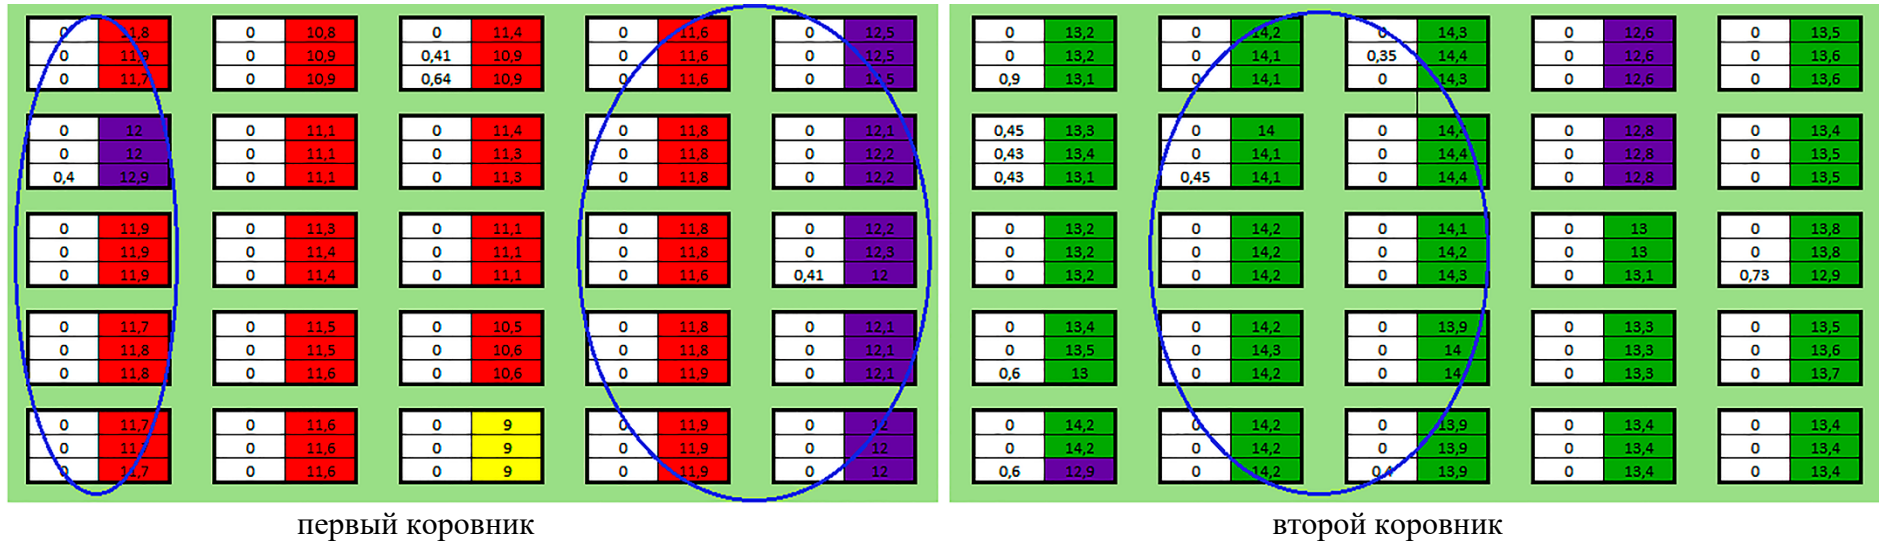 0 11,8 0 10,8 0 11,4 0 11,6 0 12,5 0 13,2 0 14,2 0 14,3 0 12,6 0 13,5
0 11,9 0 10,9 0,41 10,9 0 11,6 0 12,5 0 13,2 0 14,1 0,35 14,4 0 12,6 0 13,6
0 11,7 0 10,9 0,64 10,9 0 11,6 0 12,5 0,9 13,1 0 14,1 0 14,3 0 12,6 0 13,6
0 12 0 11,1 0 11,4 0 11,8 0 12,1 0,45 13,3 0 14 0 14,4 0 12,8 0 13,4
0 12 0 11,1 0 11,3 0 11,8 0 12,2 0,43 13,4 0 14,1 0 14,4 0 12,8 0 13,5
0,4 12,9 0 11,1 0 11,3 0 11,8 0 12,2 0,43 13,1 0,45 14,1 0 14,4 0 12,8 0 13,5
0 11,9 0 11,3 0 11,1 0 11,8 0 12,2 0 13,2 0 14,2 0 14,1 0 13 0 13,8
0 11,9 0 11,4 0 11,1 0 11,8 0 12,3 0 13,2 0 14,2 0 14,2 0 13 0 13,8
0 11,9 0 11,4 0 11,1 0 11,6 0,41 12 0 13,2 0 14,2 0 14,3 0 13,1 0,73 12,9
0 11,7 0 11,5 0 10,5 0 11,8 0 12,1 0 13,4 0 14,2 0 13,9 0 13,3 0 13,5
0 11,8 0 11,5 0 10,6 0 11,8 0 12,1 0 13,5 0 14,3 0 14 0 13,3 0 13,6
0 11,8 0 11,6 0 10,6 0 11,9 0 12,1 0,6 13 0 14,2 0 14 0 13,3 0 13,7
0 11,7 0 11,6 0 9 0 11,9 0 12 0 14,2 0 14,2 0 13,9 0 13,4 0 13,4
0 11,7 0 11,6 0 9 0 11,9 0 12 0 14,2 0 14,2 0 13,9 0 13,4 0 13,4
0 11,7 0 11,6 0 9 0 11,9 0 12 0,6 12,9 0 14,2 0,4 13,9 0 13,4 0 13,4
первый коровник второй коровник